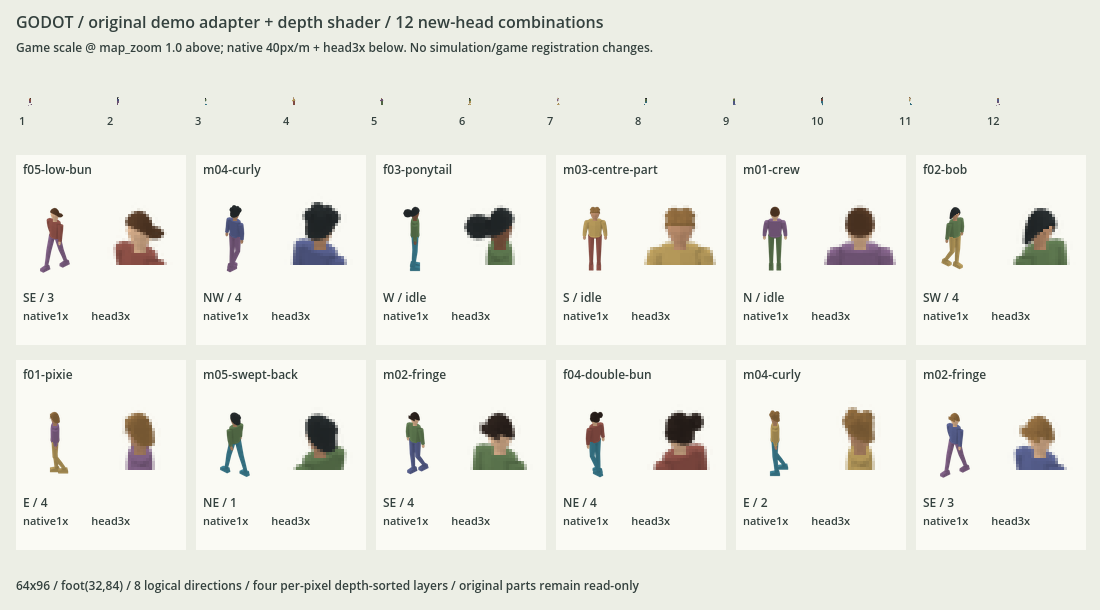 GODOT / original demo adapter + depth shader / 12 new-head combinations
Game scale @ map_zoom 1.0 above; native 40px/m + head3x below. No simulation/game registration changes.
1 2 3 4 5 6 7 8 9 10 11 12
f05-low-bun m04-curly f03-ponytail m03-centre-part m01-crew f02-bob
SE / 3 NW / 4 W / idle S / idle N / idle SW / 4
native1x head3x native1x head3x native1x head3x native1x head3x native1x head3x native1x head3x
f01-pixie m05-swept-back m02-fringe f04-double-bun m04-curly m02-fringe
E / 4 NE / 1 SE / 4 NE / 4 E / 2 SE / 3
native1x head3x native1x head3x native1x head3x native1x head3x native1x head3x native1x head3x
64x96 / foot(32,84) / 8 logical directions / four per-pixel depth-sorted layers / original parts remain read-only